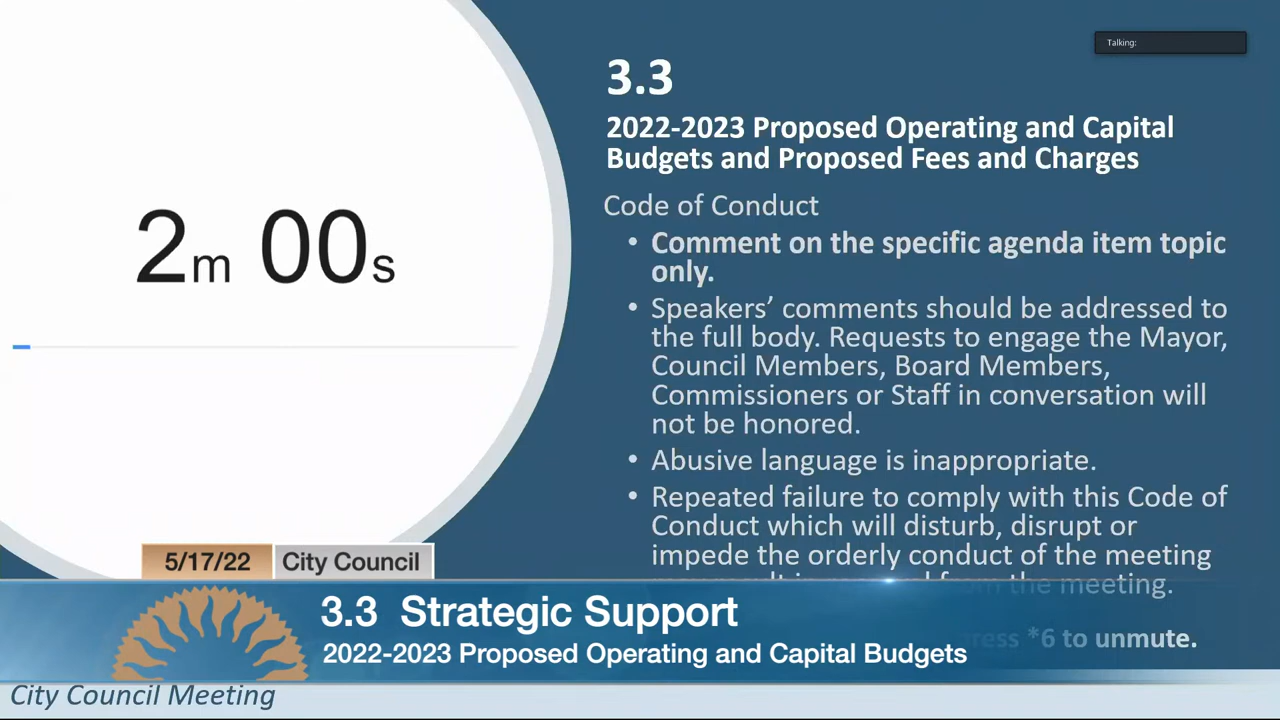 Talking:
3.3
2022-2023 Proposed Operating and Capital
Budgets and Proposed Fees and Charges
Code of Conduct
• Comment on the specific agenda item topic
only.
• Speakers’ comments should be addressed to
the full body. Requests to engage the Mayor,
Council Members, Board Members,
Commissioners or Staff in conversation will
not be honored.
• Abusive language is inappropriate.
• Repeated failure to comply with this Code of
Conduct which will disturb, disrupt or
impede the orderly conduct of the meeting
from the meeting.
*6 to unmute.
2m 00s
5/17/22 City Council
3.3 Strategic Support
2022-2023 Proposed Operating and Capital Budgets
City Council Meeting